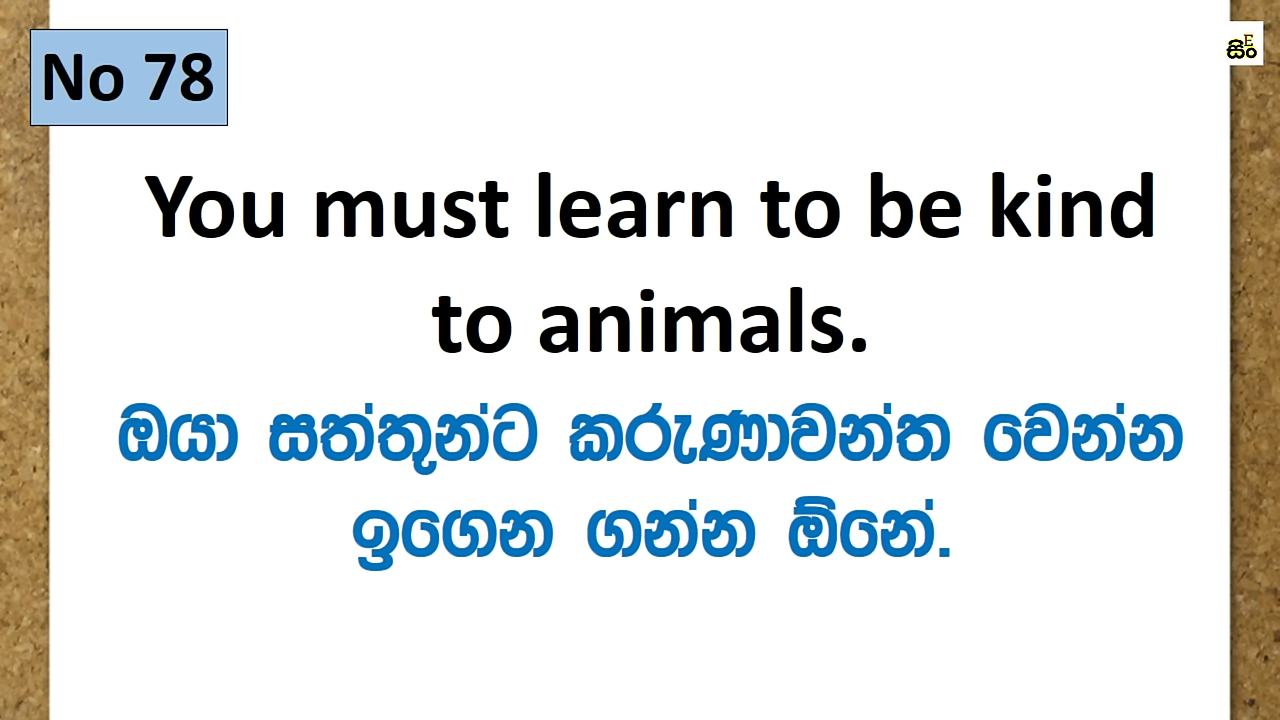 No 78
සිං
E
You must learn to be kind
to animals.
ඔයා සත්තුන්ට කරුණාවන්ත වෙන්න
ඉගෙන ගන්න ඕනේ.